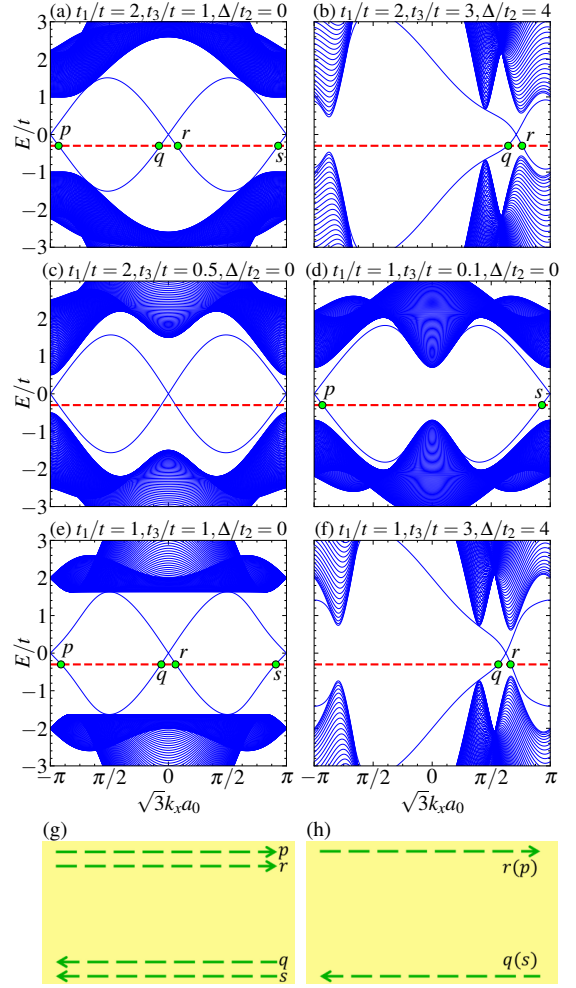 (a) t₁/t = 2, t₃/t = 1, Δ/t₂ = 0
(b) t₁/t = 2, t₃/t = 3, Δ/t₂ = 4
3
2
1
0
−1
−2
−3
E/t
p
q
r
s
q
r
(c) t₁/t = 2, t₃/t = 0.5, Δ/t₂ = 0
(d) t₁/t = 1, t₃/t = 0.1, Δ/t₂ = 0
2
1
0
−1
−2
−3
E/t
p
s
(e) t₁/t = 1, t₃/t = 1, Δ/t₂ = 0
(f) t₁/t = 1, t₃/t = 3, Δ/t₂ = 4
3
2
1
0
−1
−2
−3
E/t
p
q
r
s
q
r
−π π/2 0 π/2 π
π/2 0 π/2 π
√3kₓa₀
√3kₓa₀
(g)
(h)
p
r
q
s
r(p)
q(s)